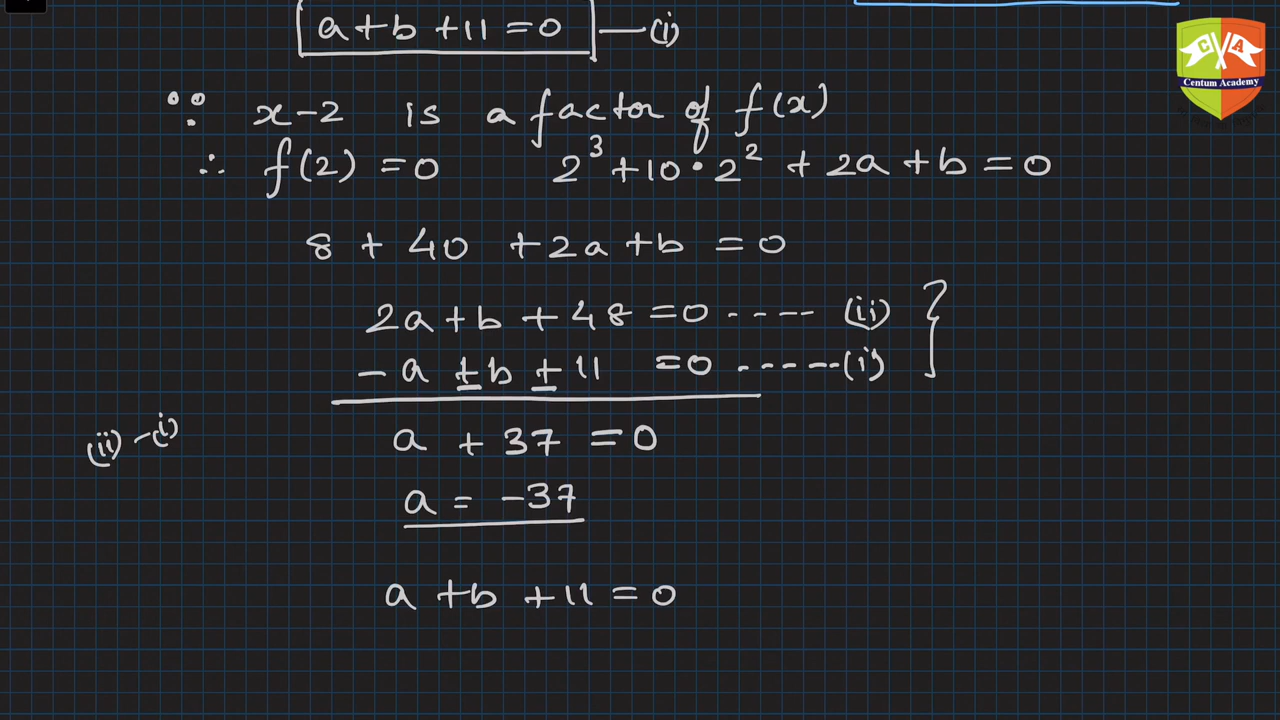 a + b + 11 = 0 — (i)
C A
Centum Academy
∵ x - 2 is a factor of f(x)
∴ f(2) = 0 2³ + 10 · 2² + 2a + b = 0
8 + 40 + 2a + b = 0
2a + b + 48 = 0 ---- (ii)
- a + b + 11 = 0 ------ (i)
(ii) - (i) a + 37 = 0
a = -37
a + b + 11 = 0